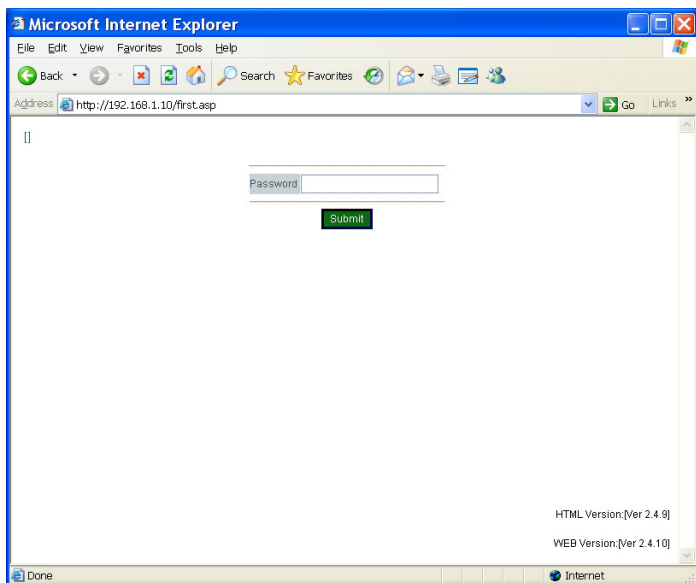 Microsoft Internet Explorer
File Edit View Favorites Tools Help
Back Search Favorites
Address http://192.168.1.10/first.asp Go Links »
[]
Password
Submit
HTML Version:[Ver 2.4.9]
WEB Version:[Ver 2.4.10]
Done Internet